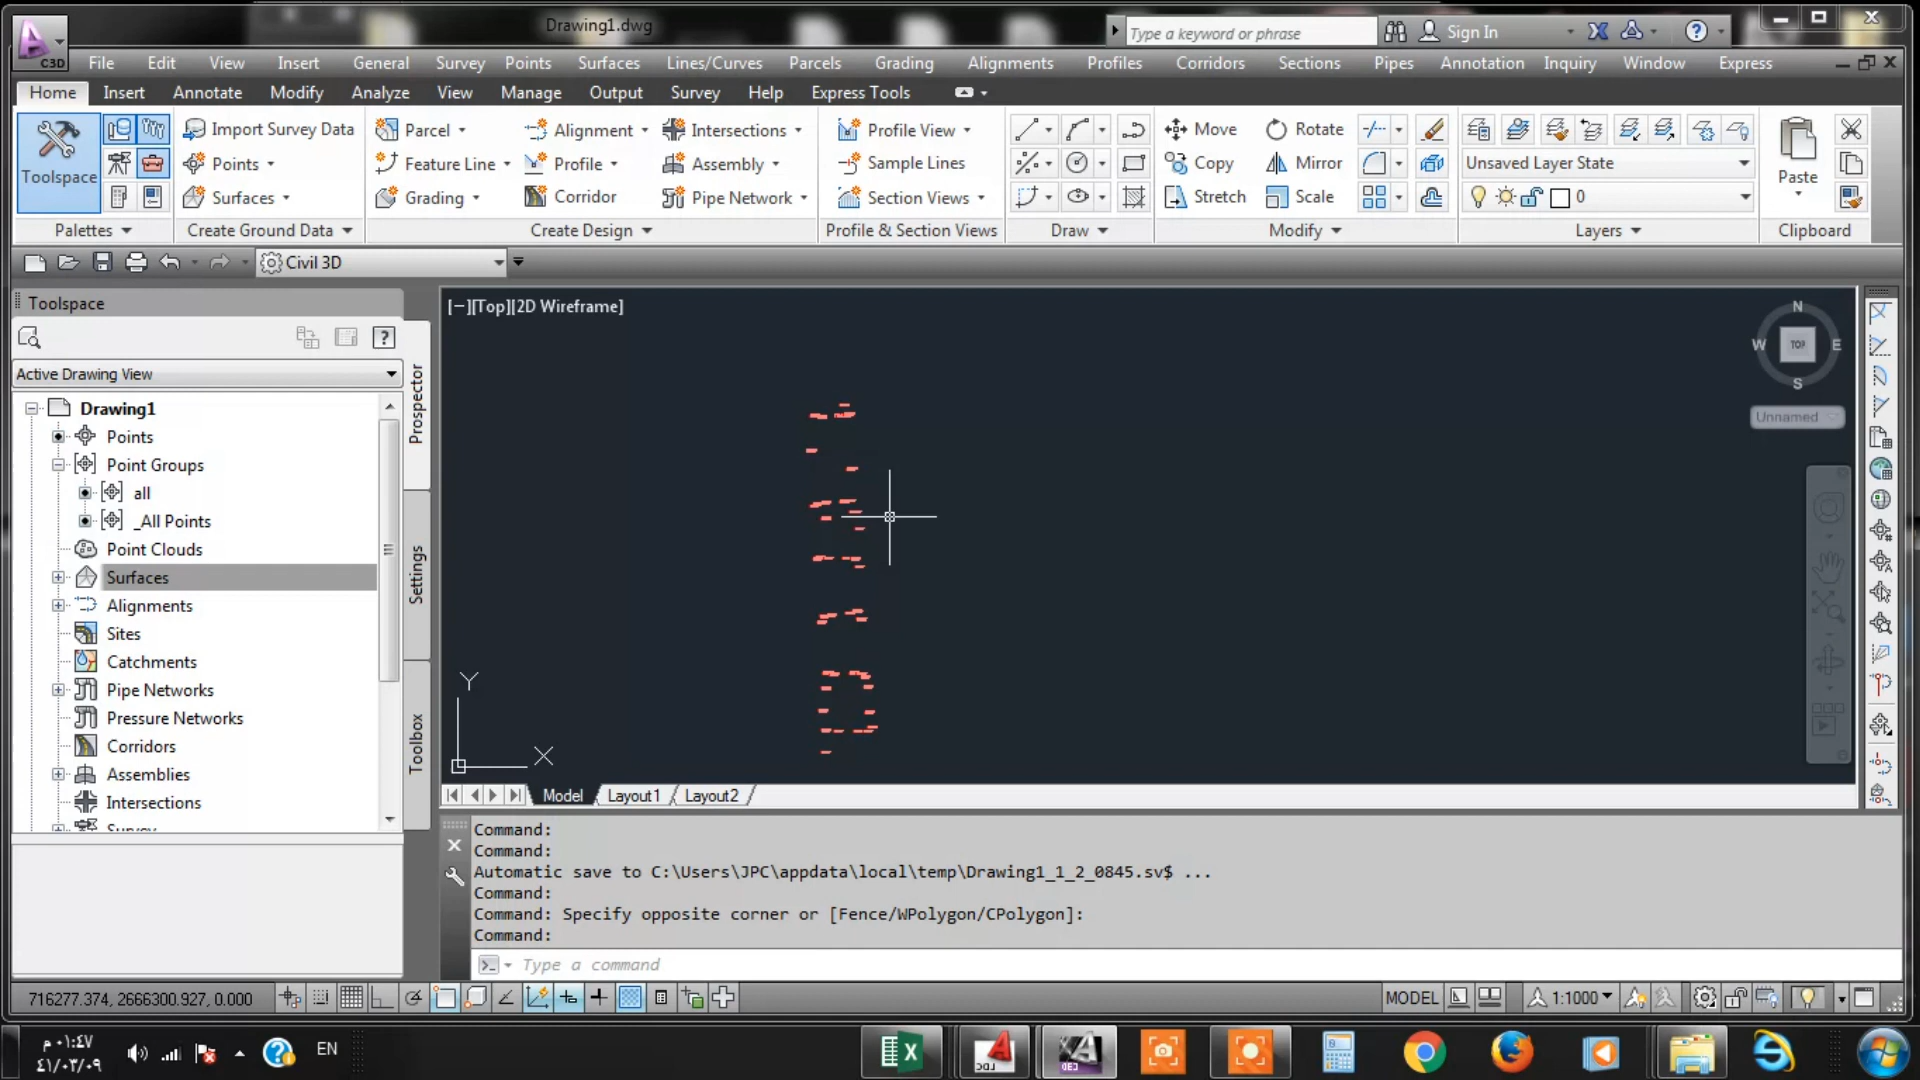 Drawing1.dwg
Type a keyword or phrase
Sign In
C3D
File Edit View Insert General Survey Points Surfaces Lines/Curves Parcels Grading Alignments Profiles Corridors Sections Pipes Annotation Inquiry Window Express
Home Insert Annotate Modify Analyze View Manage Output Survey Help Express Tools
Toolspace
Import Survey Data
Points
Surfaces
Parcel
Feature Line
Grading
Alignment
Profile
Corridor
Intersections
Assembly
Pipe Network
Profile View
Sample Lines
Section Views
Move
Copy
Stretch
Rotate
Mirror
Scale
Unsaved Layer State
0
Paste
Palettes
Create Ground Data
Create Design
Profile & Section Views
Draw
Modify
Layers
Clipboard
Civil 3D
Toolspace
Active Drawing View
Drawing1
Points
Point Groups
all
_All Points
Point Clouds
Surfaces
Alignments
Sites
Catchments
Pipe Networks
Pressure Networks
Corridors
Assemblies
Intersections
Survey
Prospector
Settings
Toolbox
[−][Top][2D Wireframe]
N
W TOP E
S
Unnamed
Y
X
Model Layout1 Layout2
Command:
Command:
Automatic save to C:\Users\JPC\appdata\local\temp\Drawing1_1_2_0845.sv$ ...
Command:
Command: Specify opposite corner or [Fence/WPolygon/CPolygon]:
Command:
Type a command
716277.374, 2666300.927, 0.000
MODEL
1:1000
٠١:٤٧ م
٤١/٠٣/٠٩
EN